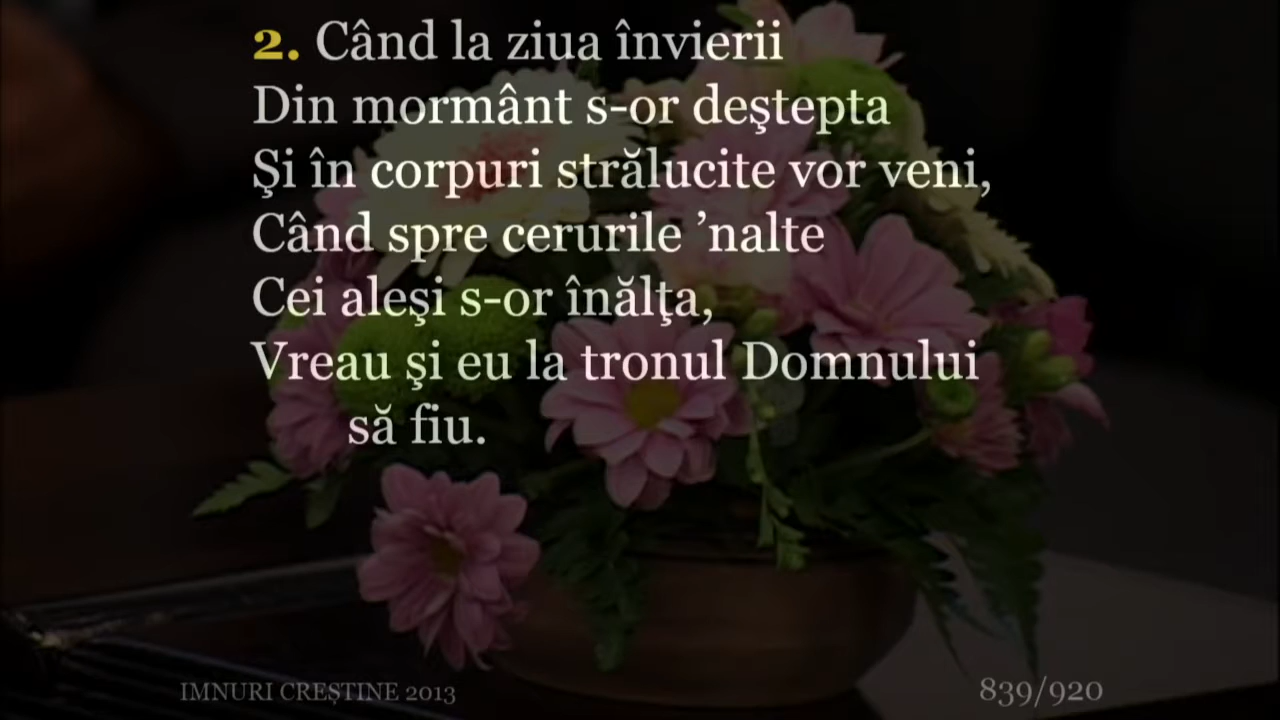 2. Când la ziua învierii
Din mormânt s-or deştepta
Şi în corpuri strălucite vor veni,
Când spre cerurile ’nalte
Cei aleşi s-or înălţa,
Vreau şi eu la tronul Domnului
să fiu.
IMNURI CREȘTINE 2013
839/920